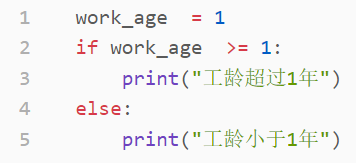 1 work_age  = 1
2 if work_age  >= 1:
3     print("工龄超过1年")
4 else:
5     print("工龄小于1年")